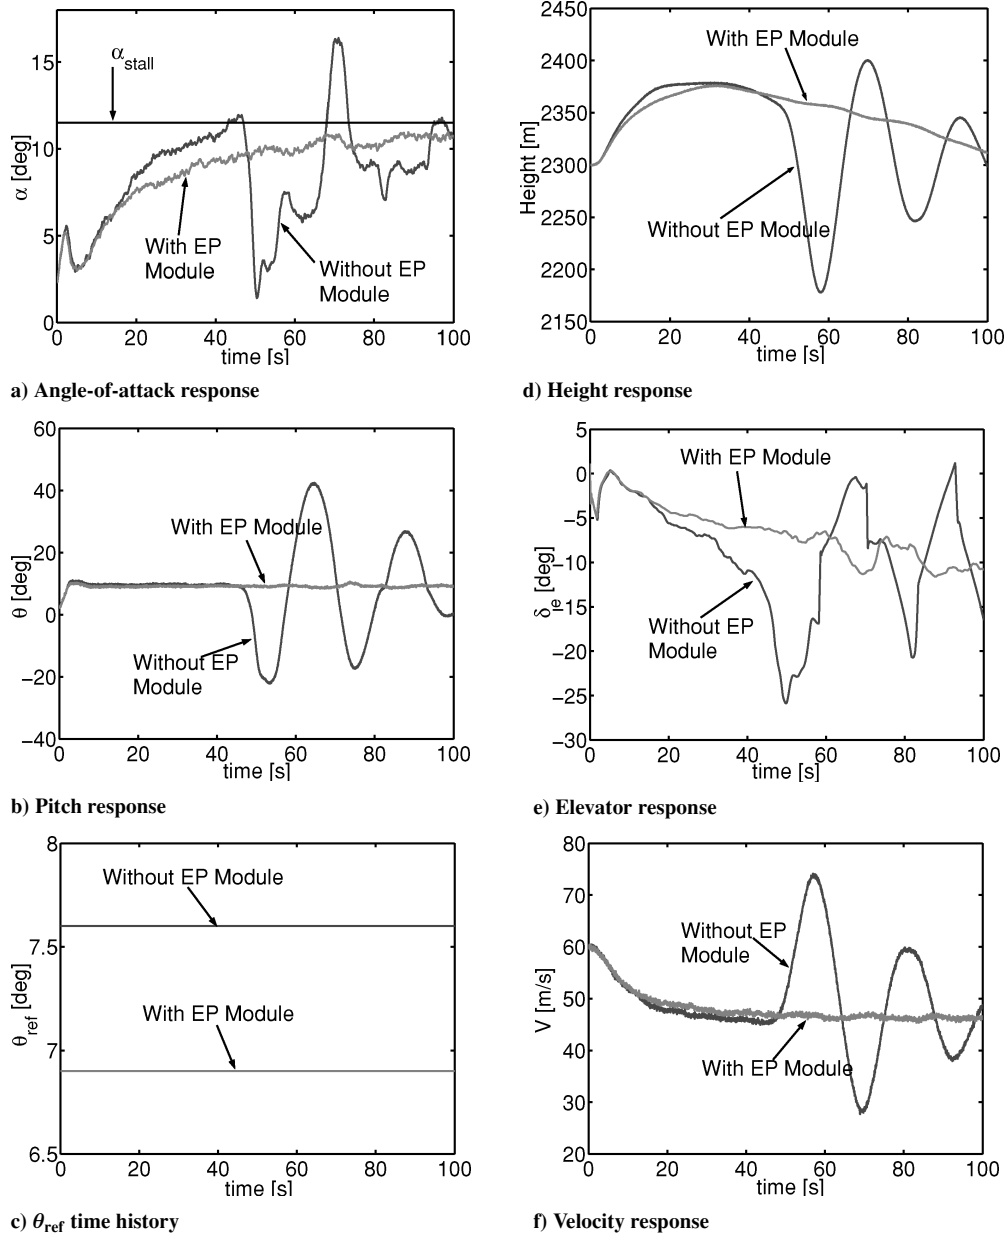 15
10
5
0
α [deg]
α_stall
With EP
Module
Without EP
Module
0 20 40 60 80 100
time [s]
a) Angle-of-attack response
60
40
20
0
−20
−40
θ [deg]
With EP Module
Without EP
Module
0 20 40 60 80 100
time [s]
b) Pitch response
8
7.5
7
6.5
θ_ref [deg]
Without EP Module
With EP Module
0 20 40 60 80 100
time [s]
c) θ_ref time history
2450
2400
2350
2300
2250
2200
2150
Height [m]
With EP Module
Without EP Module
0 20 40 60 80 100
time [s]
d) Height response
5
0
−5
−10
−15
−20
−25
−30
δ_ie [deg]
With EP Module
Without EP
Module
0 20 40 60 80 100
time [s]
e) Elevator response
80
70
60
50
40
30
20
V [m/s]
Without EP
Module
With EP Module
0 20 40 60 80 100
time [s]
f) Velocity response